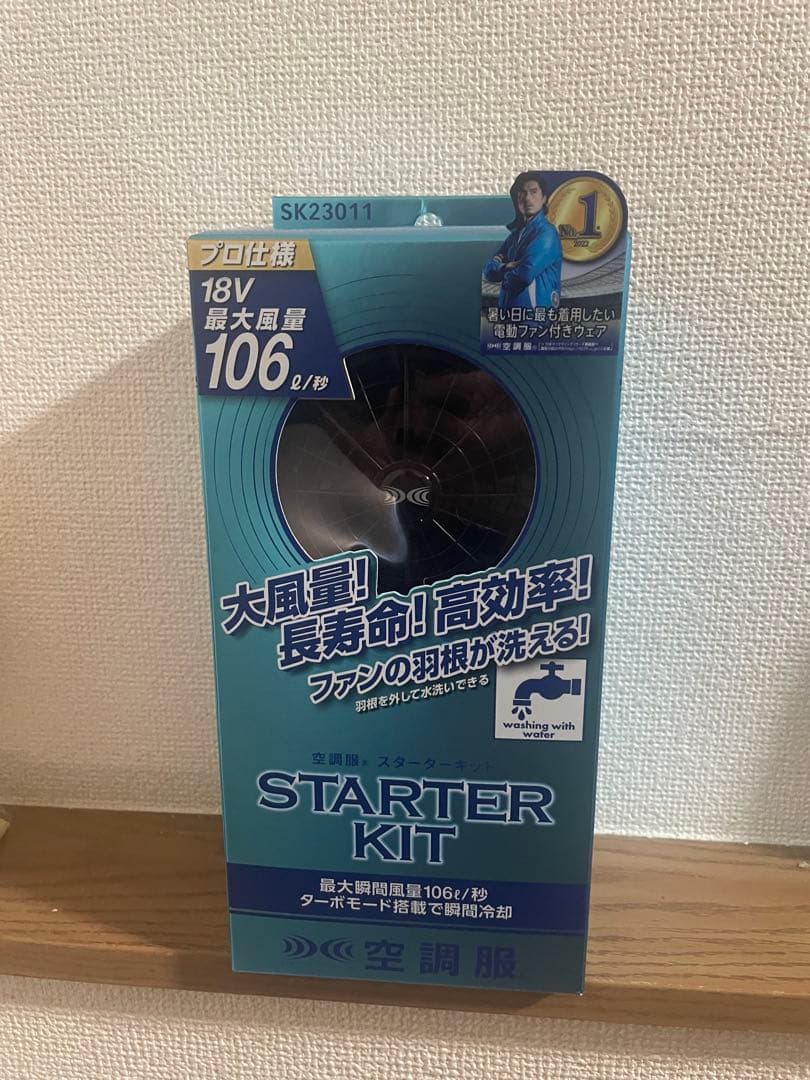 SK23011
プロ仕様
18V
最大風量
106ℓ/秒
No.1
2022
暑い日に最も着用したい
電動ファン付きウェア
空調服
大風量!
長寿命!高効率!
ファンの羽根が洗える!
羽根を外して水洗いできる
washing with
water
空調服® スターターキット
STARTER
KIT
最大瞬間風量106ℓ/秒
ターボモード搭載で瞬間冷却
空調服